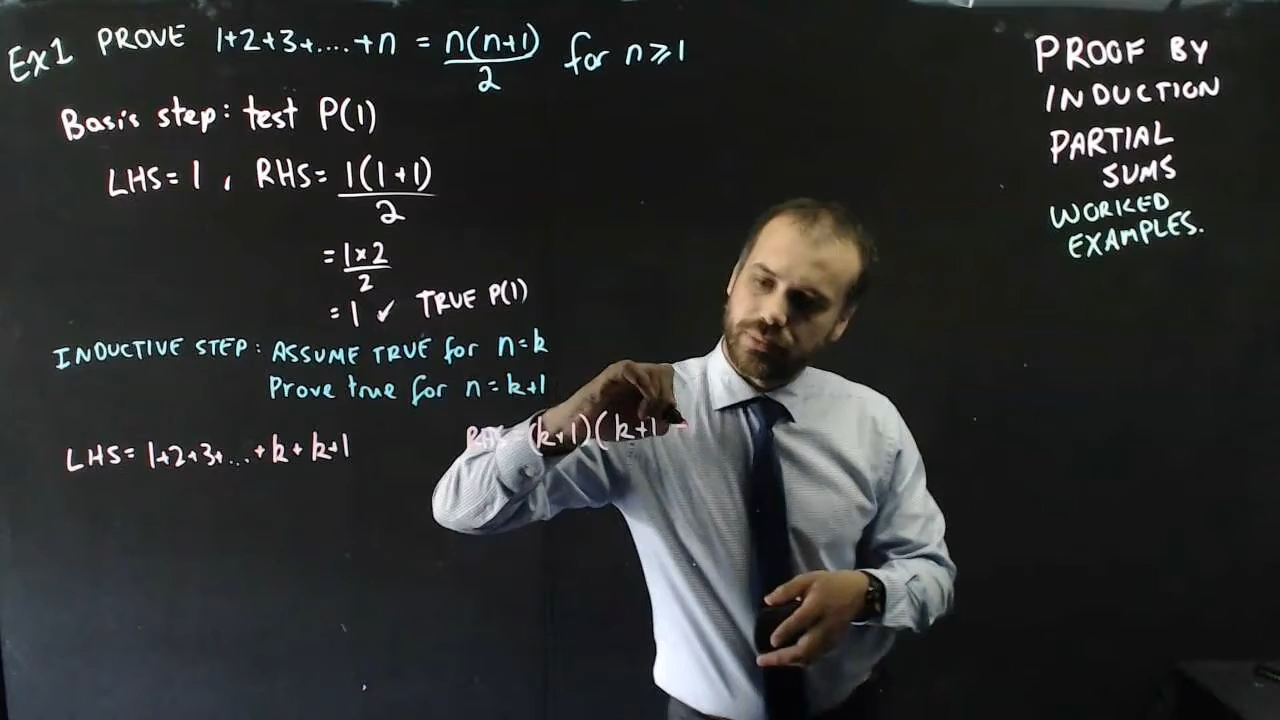 Ex1 PROVE 1+2+3+....+n = n(n+1)/2 for n≥1
Basis step: test P(1)
LHS=1, RHS= 1(1+1)/2
= 1×2/2
= 1 ✓ TRUE P(1)
INDUCTIVE STEP: ASSUME TRUE for n=k
Prove true for n=k+1
LHS= 1+2+3+...+k+k+1
RHS=(k+1)(k+1
PROOF BY
INDUCTION
PARTIAL
SUMS
WORKED
EXAMPLES.